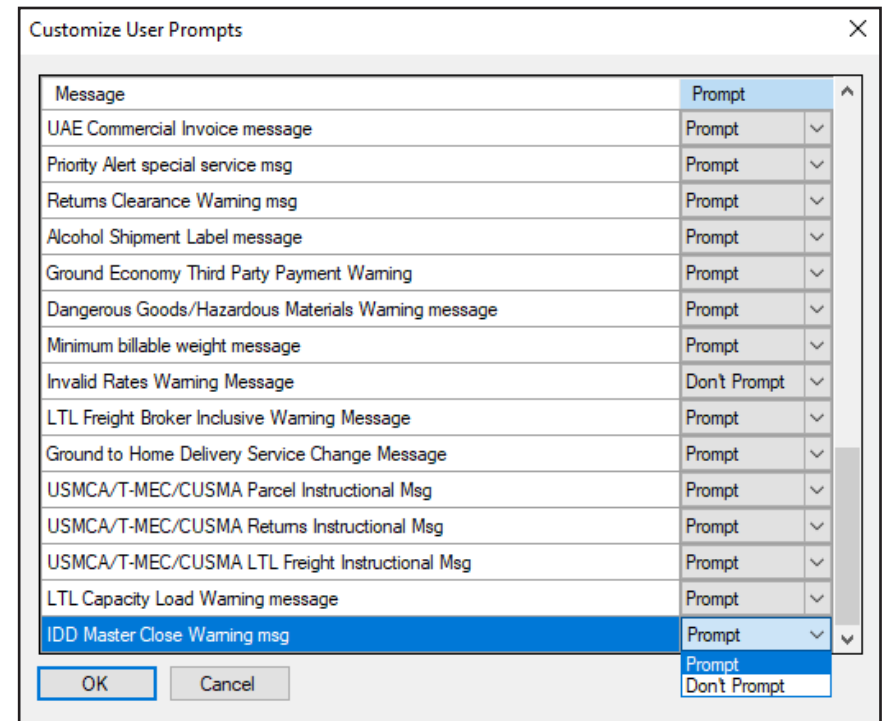 Customize User Prompts
Message Prompt
UAE Commercial Invoice message Prompt
Priority Alert special service msg Prompt
Returns Clearance Warning msg Prompt
Alcohol Shipment Label message Prompt
Ground Economy Third Party Payment Warning Prompt
Dangerous Goods/Hazardous Materials Warning message Prompt
Minimum billable weight message Prompt
Invalid Rates Warning Message Don't Prompt
LTL Freight Broker Inclusive Warning Message Prompt
Ground to Home Delivery Service Change Message Prompt
USMCA/T-MEC/CUSMA Parcel Instructional Msg Prompt
USMCA/T-MEC/CUSMA Returns Instructional Msg Prompt
USMCA/T-MEC/CUSMA LTL Freight Instructional Msg Prompt
LTL Capacity Load Warning message Prompt
IDD Master Close Warning msg Prompt
Prompt
Don't Prompt
OK Cancel